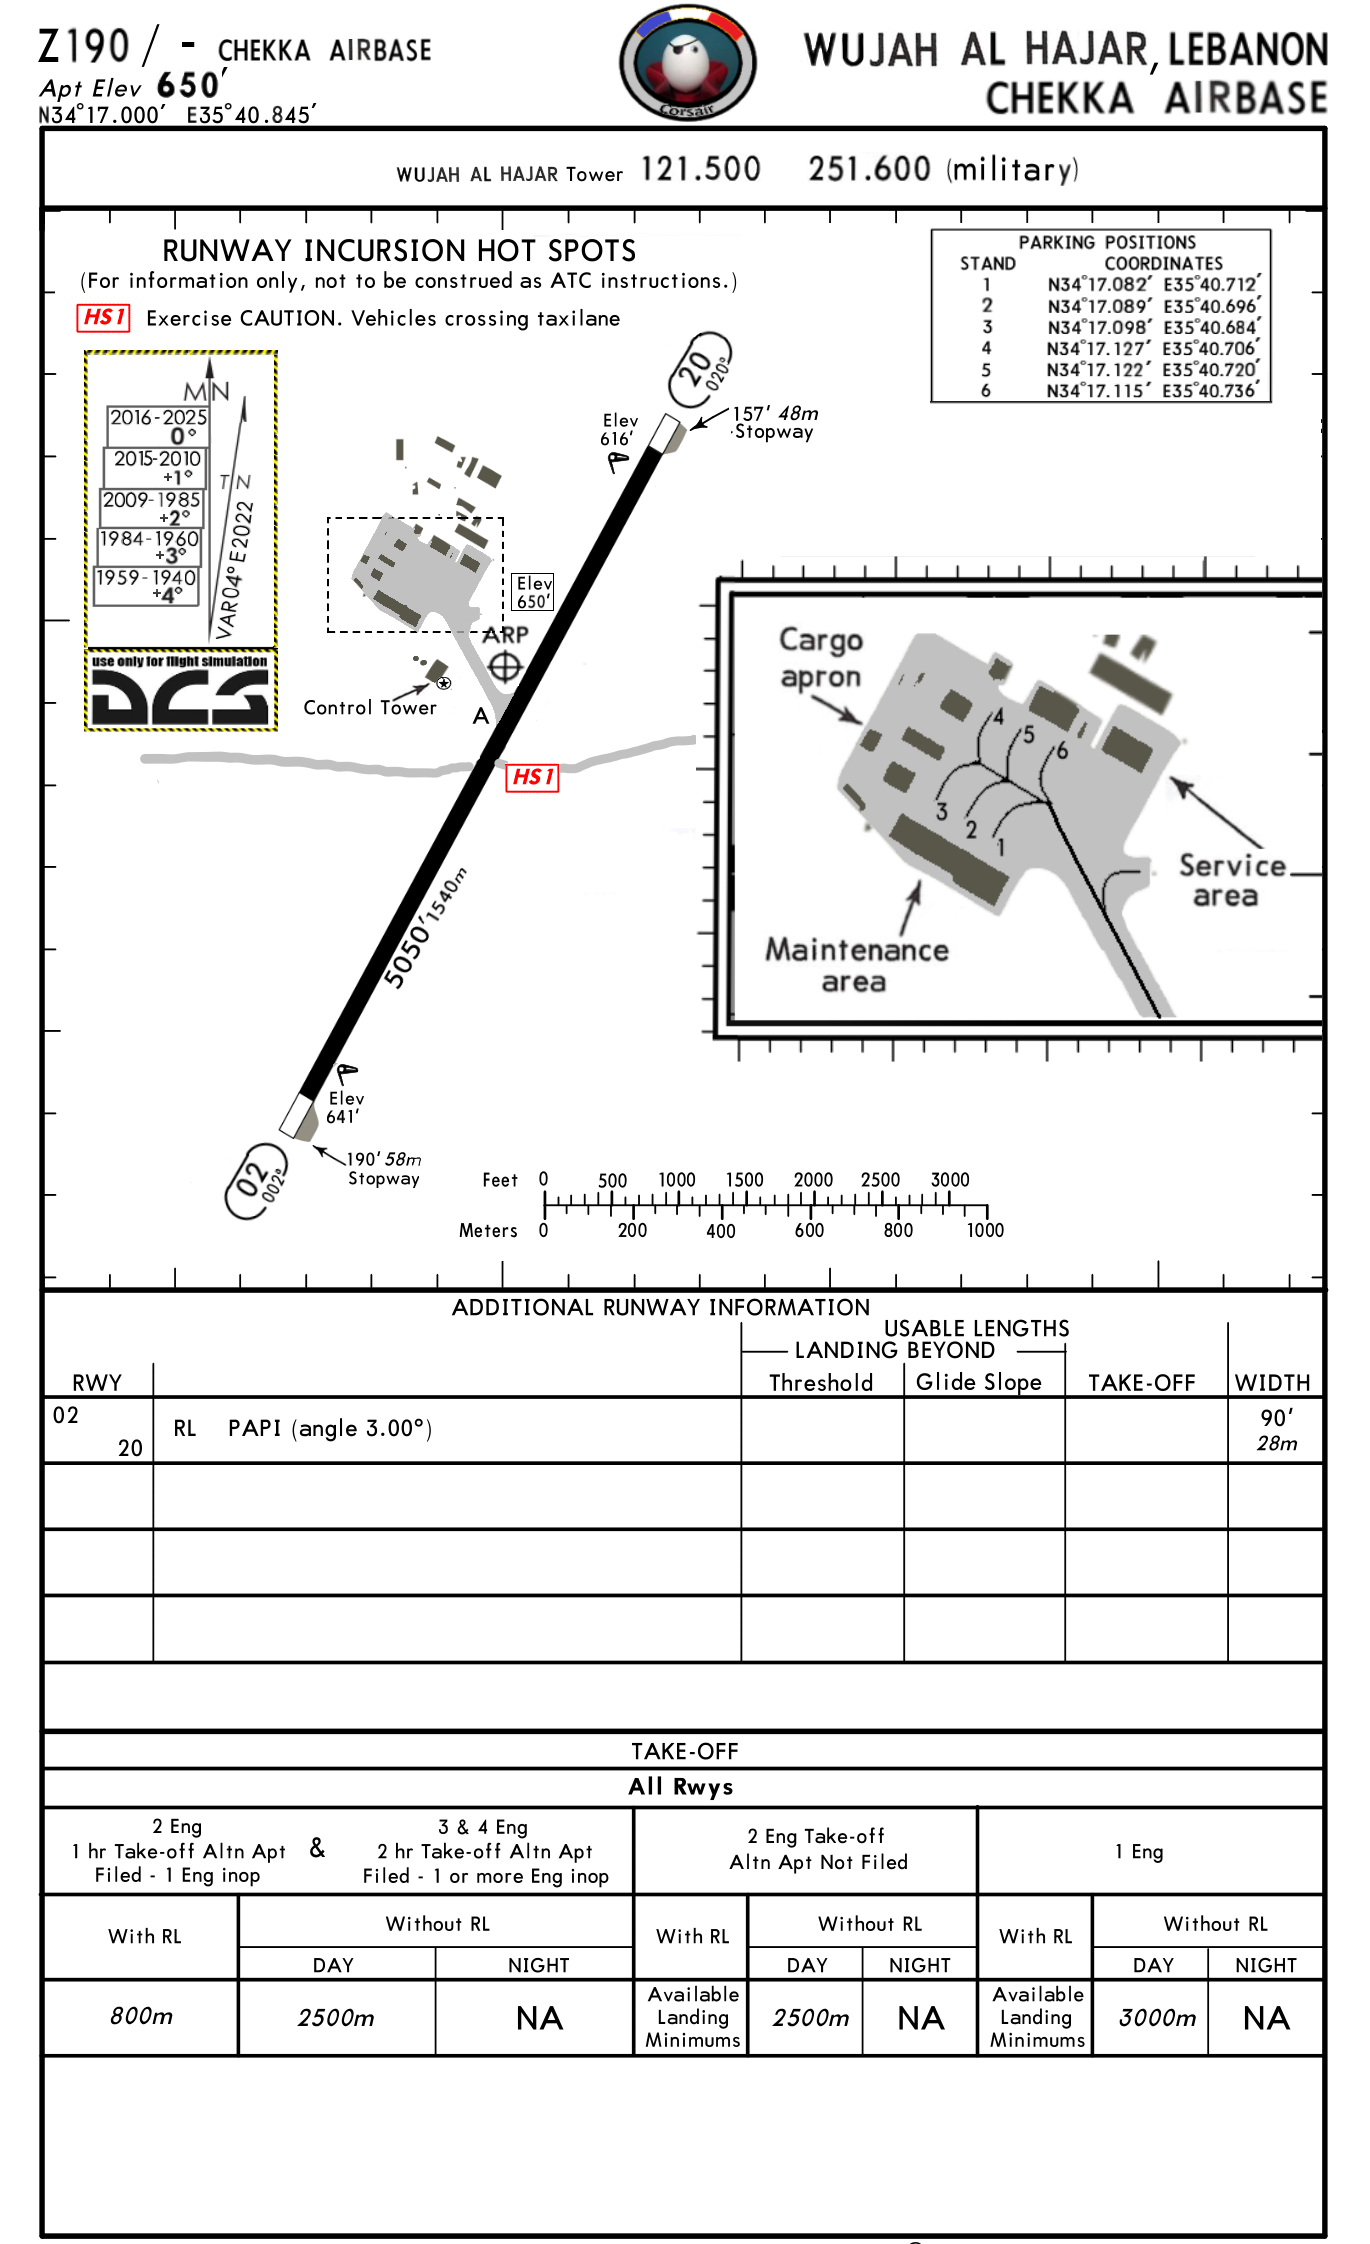 Z190 / - CHEKKA AIRBASE
Apt Elev 650′
N34°17.000′ E35°40.845′
Corsair
WUJAH AL HAJAR, LEBANON
CHEKKA AIRBASE
WUJAH AL HAJAR Tower 121.500 251.600 (military)
RUNWAY INCURSION HOT SPOTS
(For information only, not to be construed as ATC instructions.)
HS1 Exercise CAUTION. Vehicles crossing taxilane
PARKING POSITIONS
STAND COORDINATES
1 N34°17.082′ E35°40.712′
2 N34°17.089′ E35°40.696′
3 N34°17.098′ E35°40.684′
4 N34°17.127′ E35°40.706′
5 N34°17.122′ E35°40.720′
6 N34°17.115′ E35°40.736′
MN
2016-2025
0°
2015-2010
+1°
2009-1985
+2°
1984-1960
+3°
1959-1940
+4°
TN
VAR04°E2022
use only for flight simulation
DCS
20
020°
157′ 48m
Stopway
Elev
616′
Elev
650′
ARP
Control Tower
A
HS1
5050′ 1540m
Elev
641′
190′ 58m
Stopway
02
002°
Cargo
apron
4
5
6
3
2
1
Service
area
Maintenance
area
Feet 0 500 1000 1500 2000 2500 3000
Meters 0 200 400 600 800 1000
ADDITIONAL RUNWAY INFORMATION
USABLE LENGTHS
LANDING BEYOND
RWY Threshold Glide Slope TAKE-OFF WIDTH
02
20
RL PAPI (angle 3.00°)
90′
28m
TAKE-OFF
All Rwys
2 Eng
1 hr Take-off Altn Apt
Filed - 1 Eng inop
&
3 & 4 Eng
2 hr Take-off Altn Apt
Filed - 1 or more Eng inop
2 Eng Take-off
Altn Apt Not Filed
1 Eng
With RL
Without RL
DAY NIGHT
With RL
Without RL
DAY NIGHT
With RL
Without RL
DAY NIGHT
800m
2500m
NA
Available
Landing
Minimums
2500m
NA
Available
Landing
Minimums
3000m
NA